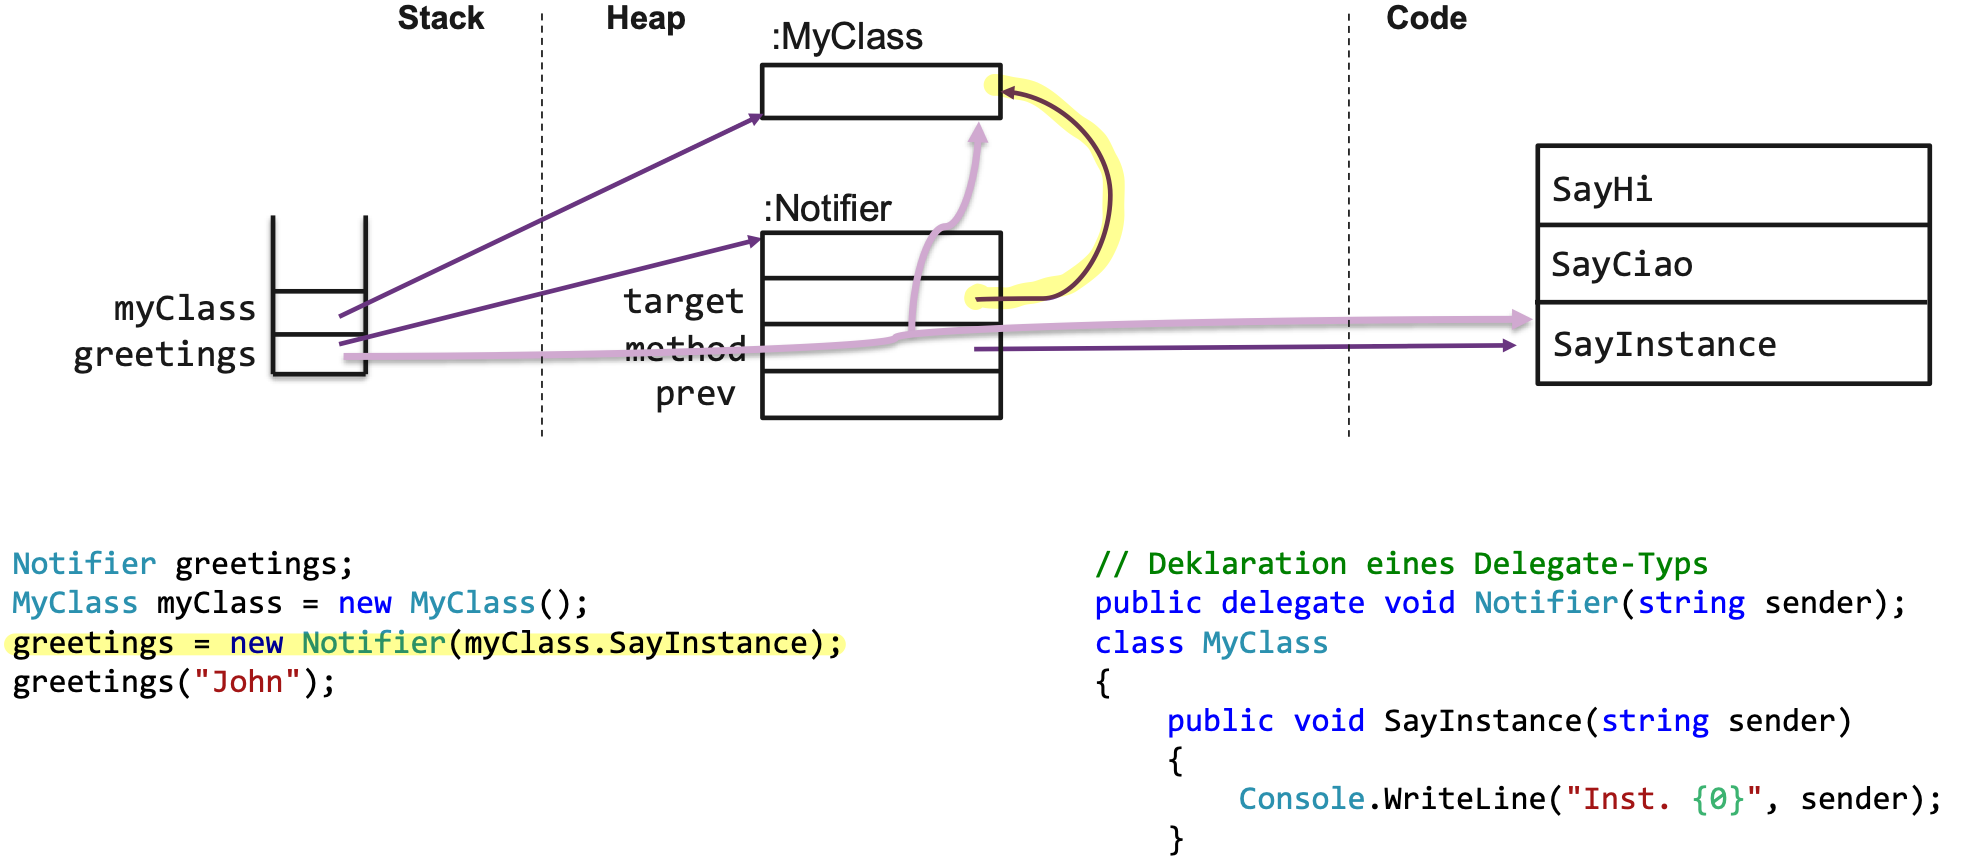 Stack
Heap
Code
:MyClass
:Notifier
SayHi
SayCiao
SayInstance
myClass
greetings
target
method
prev
Notifier greetings;
MyClass myClass = new MyClass();
greetings = new Notifier(myClass.SayInstance);
greetings("John");
// Deklaration eines Delegate-Typs
public delegate void Notifier(string sender);
class MyClass
{
    public void SayInstance(string sender)
    {
        Console.WriteLine("Inst. {0}", sender);
    }